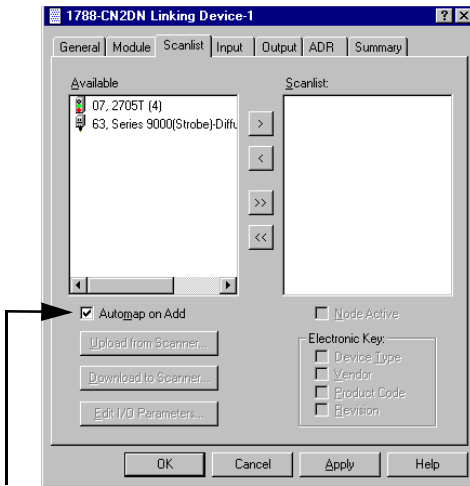 1788-CN2DN Linking Device-1
General Module Scanlist Input Output ADR Summary
Available
Scanlist:
07, 2705T (4)
63, Series 9000(Strobe)-Diffu
>
<
>>
<<
Automap on Add
Node Active
Upload from Scanner...
Electronic Key:
Device Type
Download to Scanner...
Vendor
Product Code
Edit I/O Parameters...
Revision
OK Cancel Apply Help